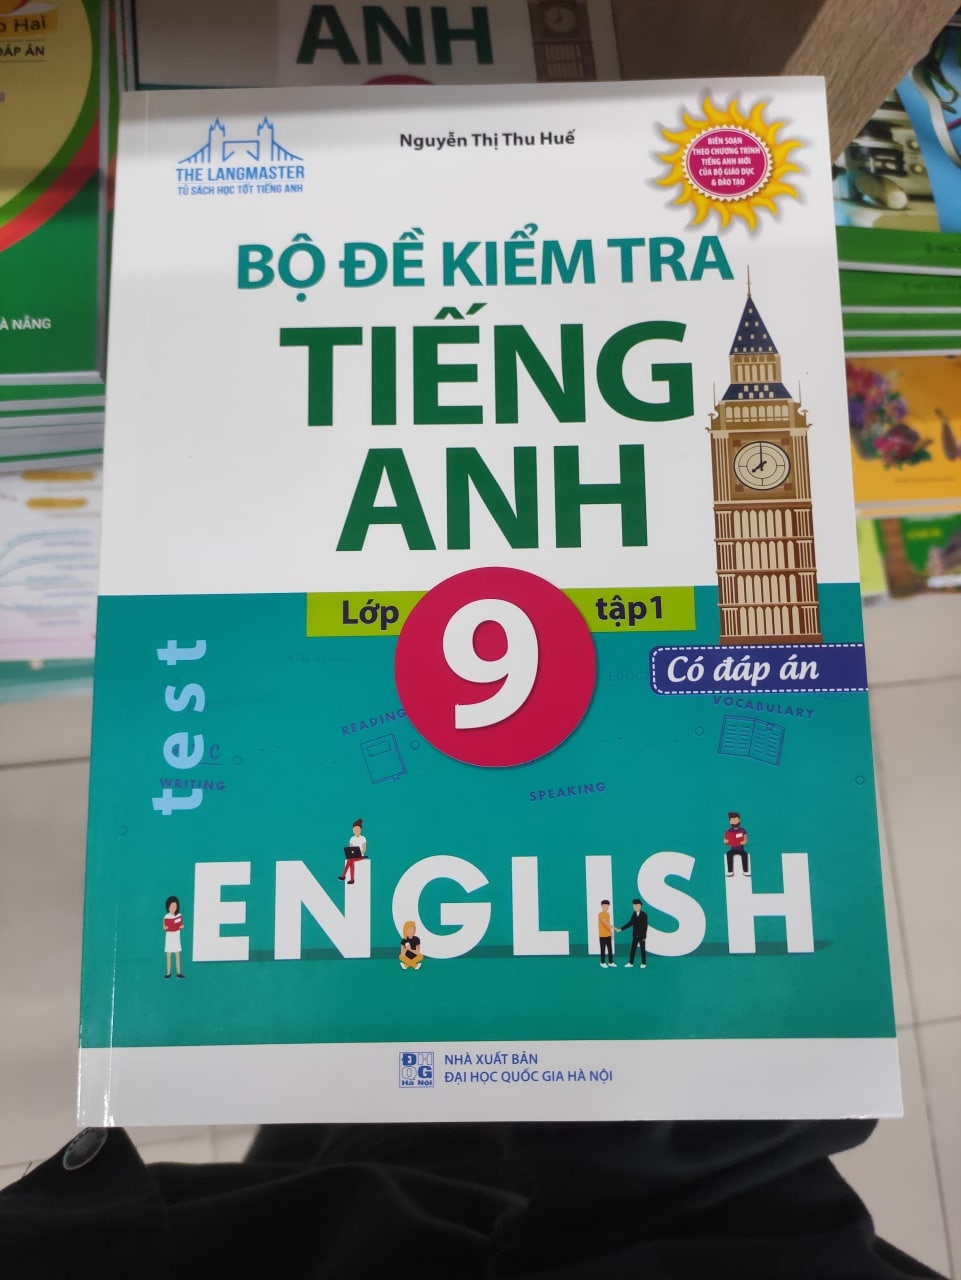 Hai
ĐÁP ÁN
ANH
À NẴNG
THE LANGMASTER
TỦ SÁCH HỌC TỐT TIẾNG ANH
Nguyễn Thị Thu Huế
BIÊN SOẠN
THEO CHƯƠNG TRÌNH
TIẾNG ANH MỚI
CỦA BỘ GIÁO DỤC
& ĐÀO TẠO
BỘ ĐỀ KIỂM TRA
TIẾNG
ANH
Lớp 9 tập 1
Có đáp án
test
LANGUAGE
READING
VOCABULARY
WRITING
SPEAKING
ENGLISH
ĐHQG
Hà Nội
NHÀ XUẤT BẢN
ĐẠI HỌC QUỐC GIA HÀ NỘI